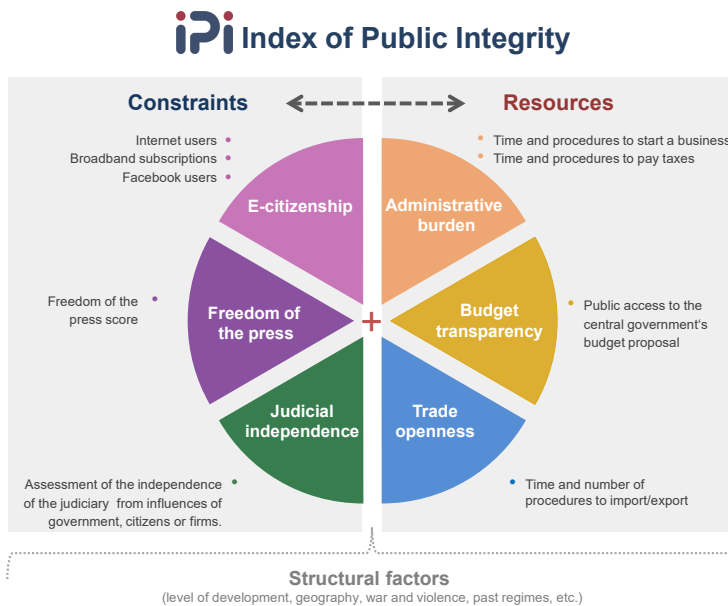 iPi Index of Public Integrity
Constraints
Resources
Internet users
Broadband subscriptions
Facebook users
Time and procedures to start a business
Time and procedures to pay taxes
E-citizenship
Administrative
burden
Freedom of the
press score
Freedom of
the press
+
Budget
transparency
Public access to the
central government's
budget proposal
Judicial
independence
Trade
openness
Assessment of the independence
of the judiciary from influences of
government, citizens or firms.
Time and number of
procedures to import/export
Structural factors
(level of development, geography, war and violence, past regimes, etc.)